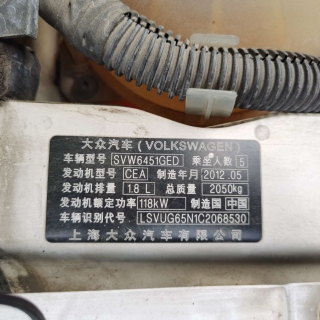 大众汽车（VOLKSWAGEN）
车辆型号 SVW6451GED 乘坐人数 5
发动机型号 CEA 制造年月 2012.05
发动机排量 1.8 L 总质量 2050kg
发动机额定功率 118kW 制造国 中国
车辆识别代号 LSVUG65N1C2068530
上海大众汽车有限公司